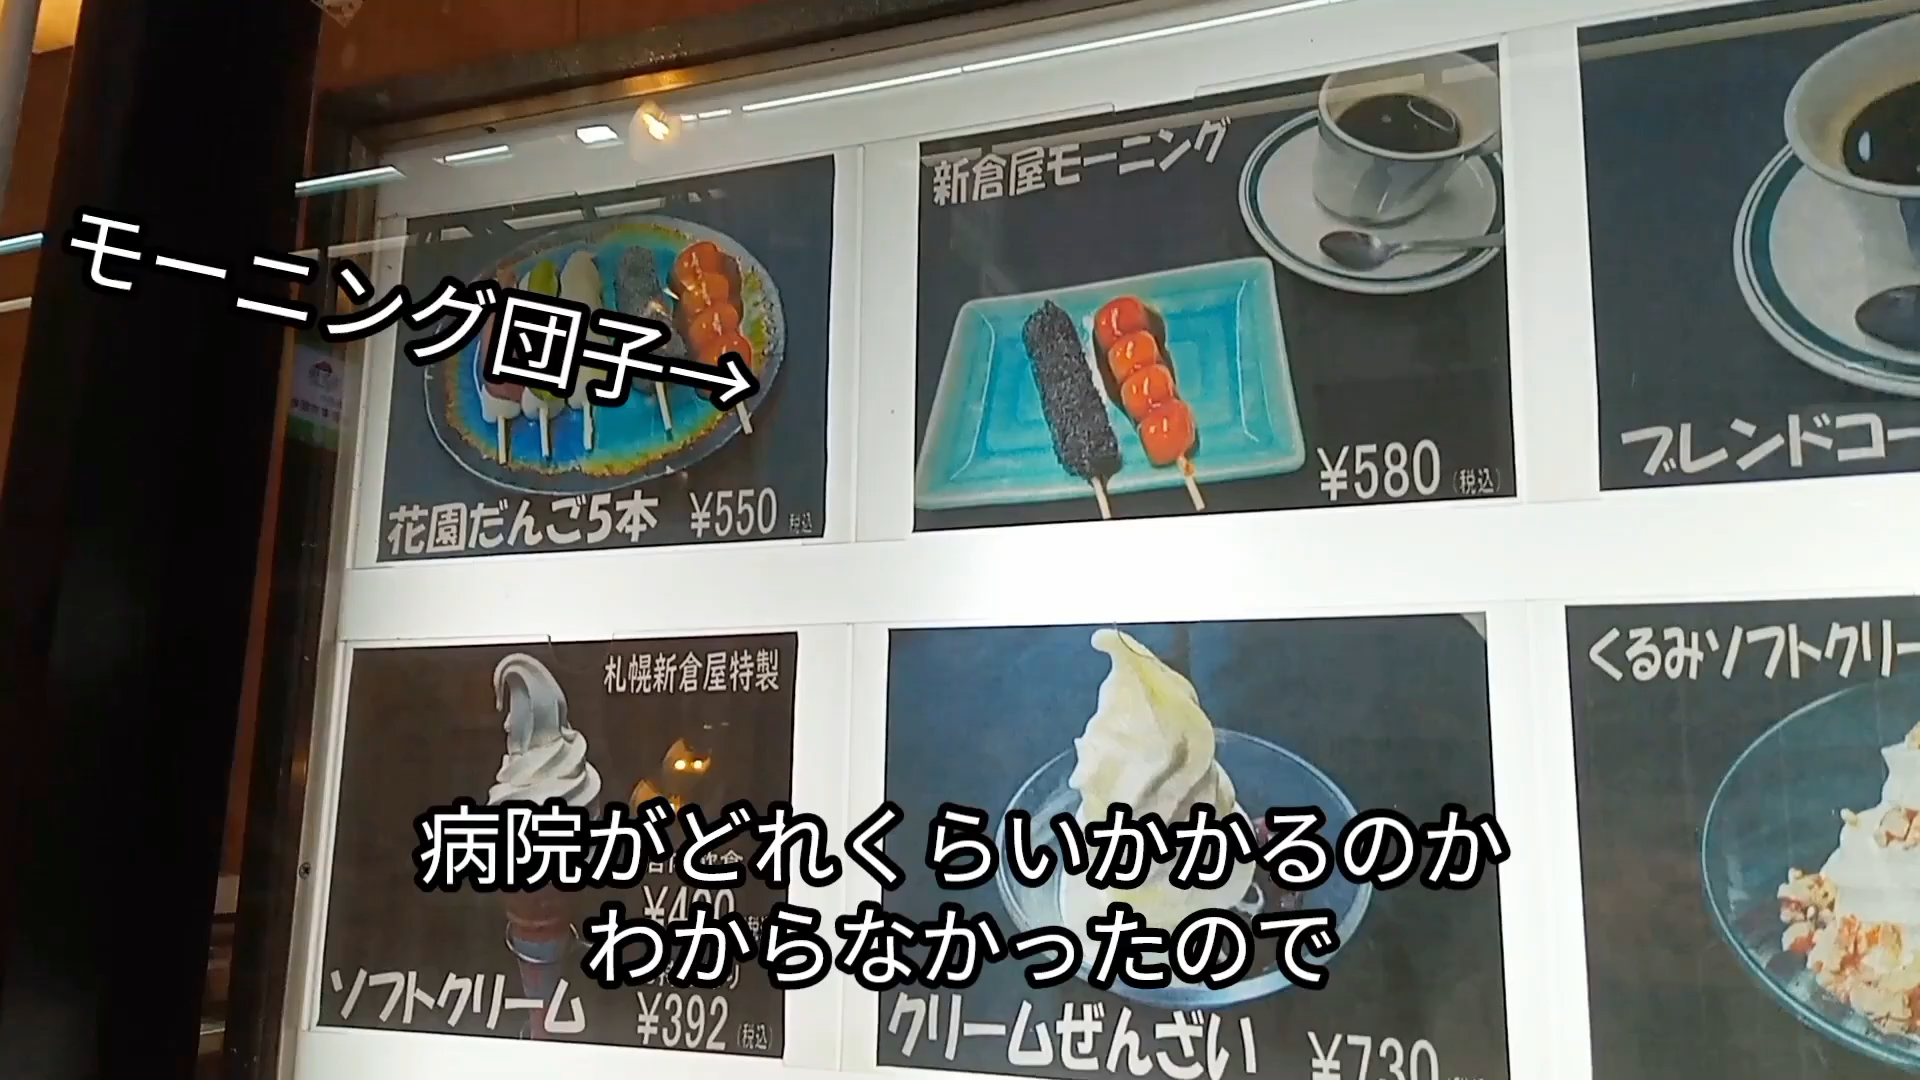 新倉屋モーニング
モーニング団子→
¥580(税込)
ブレンドコー
花園だんご5本 ¥550 税込
札幌新倉屋特製
くるみソフトクリー
病院がどれくらいかかるのか
わからなかったので
¥400
ソフトクリーム
¥392(税込)
クリームぜんざい
¥730